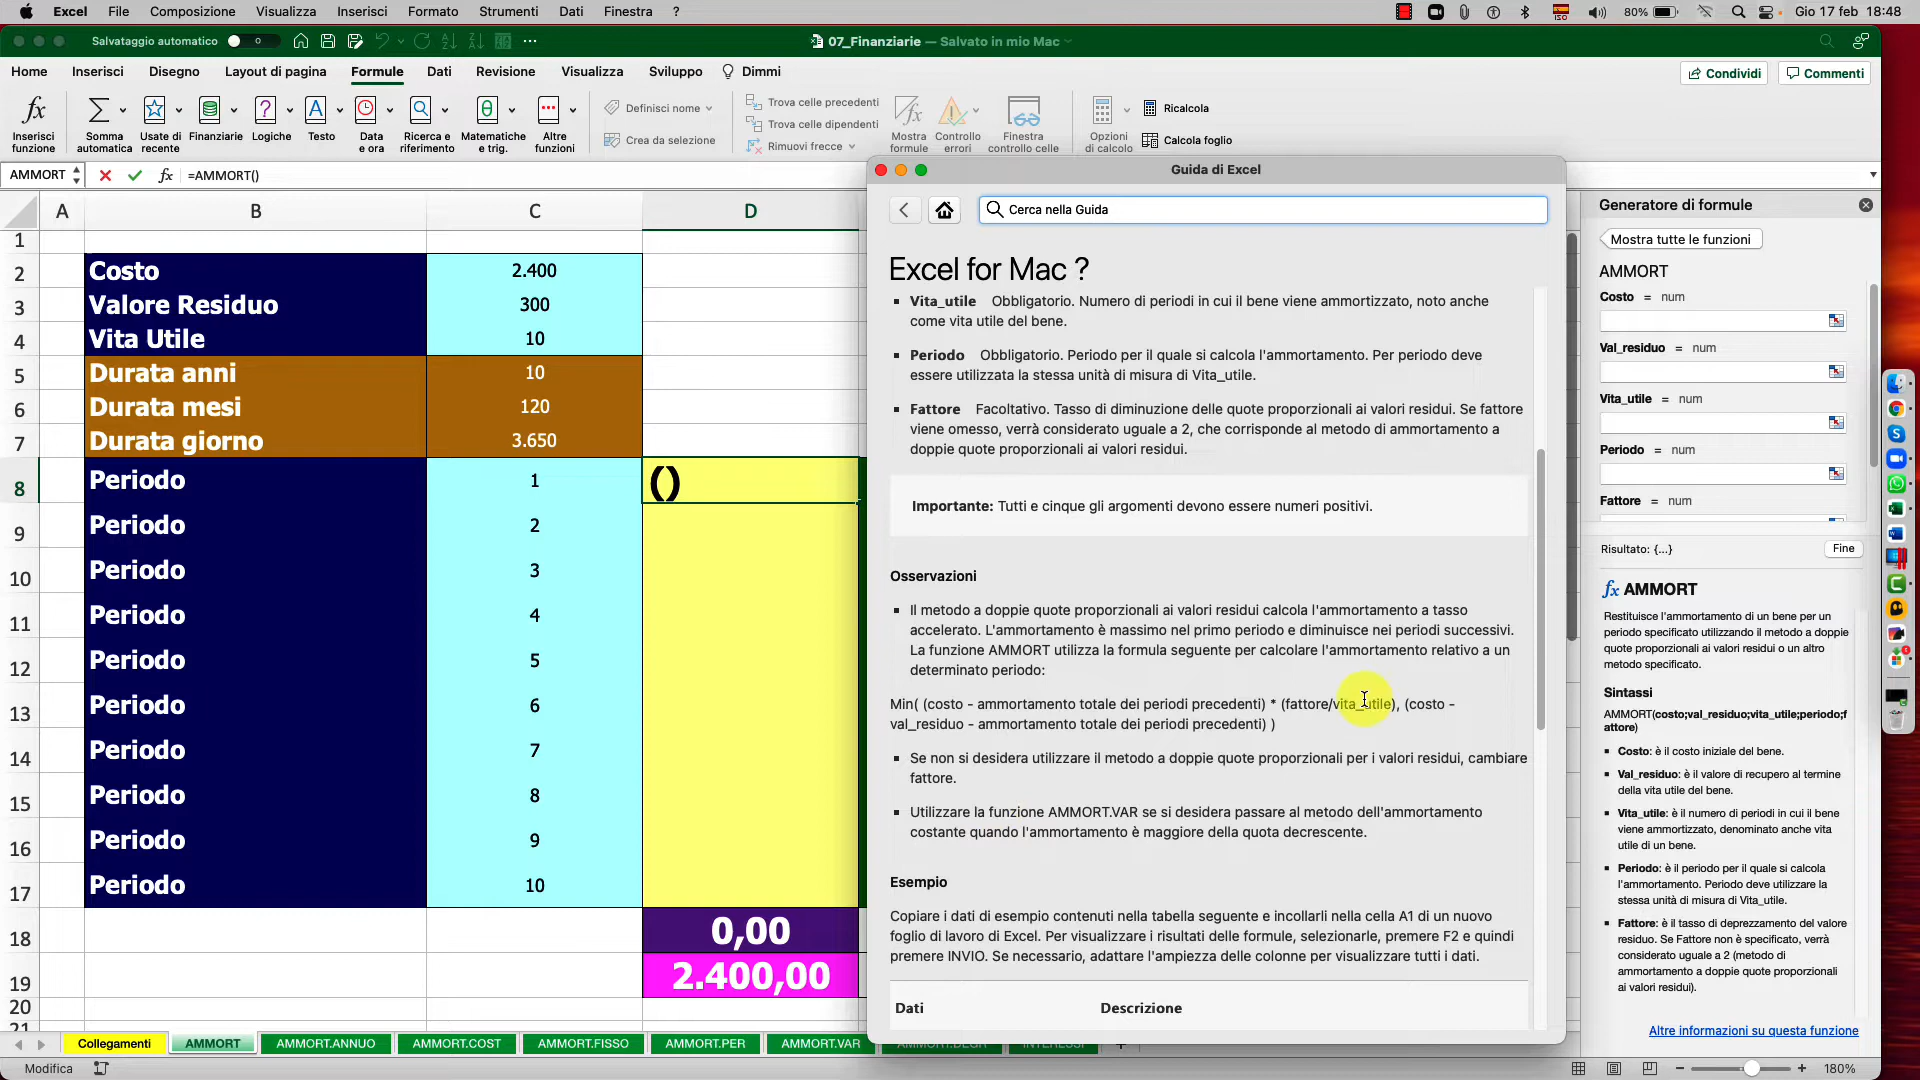 Excel File Composizione Visualizza Inserisci Formato Strumenti Dati Finestra ? 80% Gio 17 feb 18:48
Salvataggio automatico 07_Finanziarie — Salvato in mio Mac
Home Inserisci Disegno Layout di pagina Formule Dati Revisione Visualizza Sviluppo Dimmi Condividi Commenti
Inserisci funzione
Somma automatica
Usate di recente
Finanziarie
Logiche
Testo
Data e ora
Ricerca e riferimento
Matematiche e trig.
Altre funzioni
Definisci nome
Crea da selezione
Trova celle precedenti
Trova celle dipendenti
Rimuovi frecce
Mostra formule
Controllo errori
Finestra controllo celle
Opzioni di calcolo
Ricalcola
Calcola foglio
AMMORT fx =AMMORT()
A B C D
1
2 Costo 2.400
3 Valore Residuo 300
4 Vita Utile 10
5 Durata anni 10
6 Durata mesi 120
7 Durata giorno 3.650
8 Periodo 1 ()
9 Periodo 2
10 Periodo 3
11 Periodo 4
12 Periodo 5
13 Periodo 6
14 Periodo 7
15 Periodo 8
16 Periodo 9
17 Periodo 10
18 0,00
19 2.400,00
20
21
Guida di Excel
Cerca nella Guida
Excel for Mac ?
Vita_utile Obbligatorio. Numero di periodi in cui il bene viene ammortizzato, noto anche
come vita utile del bene.
Periodo Obbligatorio. Periodo per il quale si calcola l'ammortamento. Per periodo deve
essere utilizzata la stessa unità di misura di Vita_utile.
Fattore Facoltativo. Tasso di diminuzione delle quote proporzionali ai valori residui. Se fattore
viene omesso, verrà considerato uguale a 2, che corrisponde al metodo di ammortamento a
doppie quote proporzionali ai valori residui.
Importante: Tutti e cinque gli argomenti devono essere numeri positivi.
Osservazioni
Il metodo a doppie quote proporzionali ai valori residui calcola l'ammortamento a tasso
accelerato. L'ammortamento è massimo nel primo periodo e diminuisce nei periodi successivi.
La funzione AMMORT utilizza la formula seguente per calcolare l'ammortamento relativo a un
determinato periodo:
Min( (costo - ammortamento totale dei periodi precedenti) * (fattore/vita_utile), (costo -
val_residuo - ammortamento totale dei periodi precedenti) )
Se non si desidera utilizzare il metodo a doppie quote proporzionali per i valori residui, cambiare
fattore.
Utilizzare la funzione AMMORT.VAR se si desidera passare al metodo dell'ammortamento
costante quando l'ammortamento è maggiore della quota decrescente.
Esempio
Copiare i dati di esempio contenuti nella tabella seguente e incollarli nella cella A1 di un nuovo
foglio di lavoro di Excel. Per visualizzare i risultati delle formule, selezionarle, premere F2 e quindi
premere INVIO. Se necessario, adattare l'ampiezza delle colonne per visualizzare tutti i dati.
Dati Descrizione
Generatore di formule
Mostra tutte le funzioni
AMMORT
Costo = num
Val_residuo = num
Vita_utile = num
Periodo = num
Fattore = num
Risultato: {...} Fine
fx AMMORT
Restituisce l'ammortamento di un bene per un
periodo specificato utilizzando il metodo a doppie
quote proporzionali ai valori residui o un altro
metodo specificato.
Sintassi
AMMORT(costo;val_residuo;vita_utile;periodo;f
attore)
Costo: è il costo iniziale del bene.
Val_residuo: è il valore di recupero al termine
della vita utile del bene.
Vita_utile: è il numero di periodi in cui il bene
viene ammortizzato, denominato anche vita
utile di un bene.
Periodo: è il periodo per il quale si calcola
l'ammortamento. Periodo deve utilizzare la
stessa unità di misura di Vita_utile.
Fattore: è il tasso di deprezzamento del valore
residuo. Se Fattore non è specificato, verrà
considerato uguale a 2 (metodo di
ammortamento a doppie quote proporzionali
ai valori residui).
Altre informazioni su questa funzione
Collegamenti AMMORT AMMORT.ANNUO AMMORT.COST AMMORT.FISSO AMMORT.PER AMMORT.VAR AMMORT.DEGR INTERESSI
Modifica 180%